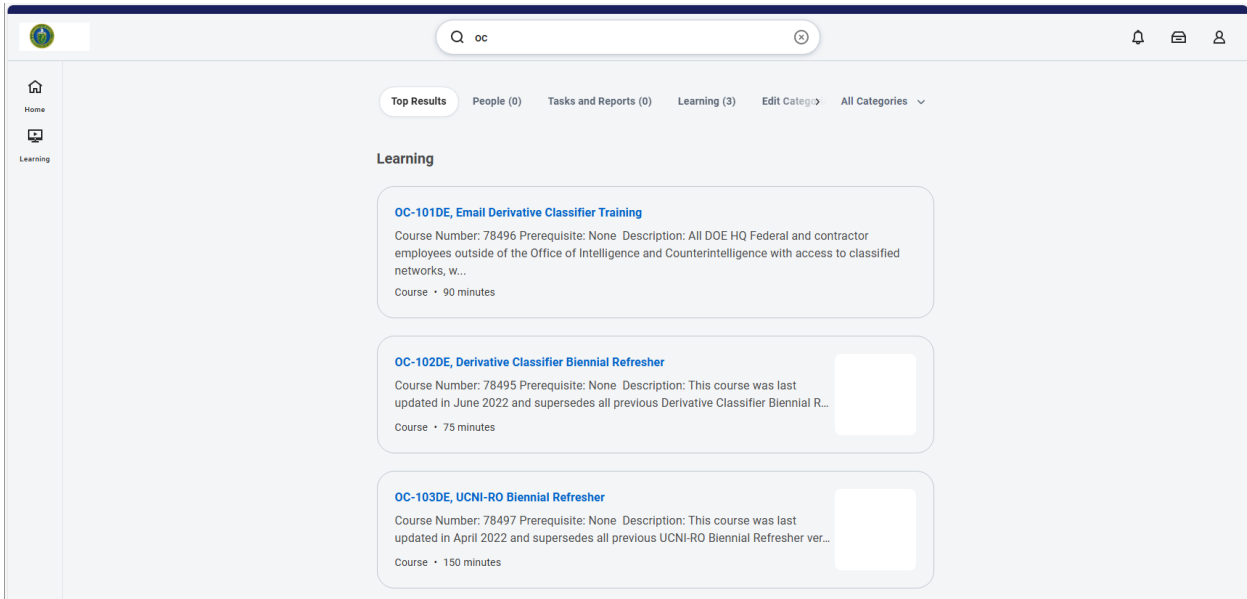 oc
Home
Learning
Top Results People (0) Tasks and Reports (0) Learning (3) Edit Catego All Categories
Learning
OC-101DE, Email Derivative Classifier Training
Course Number: 78496 Prerequisite: None Description: All DOE HQ Federal and contractor
employees outside of the Office of Intelligence and Counterintelligence with access to classified
networks, w...
Course • 90 minutes
OC-102DE, Derivative Classifier Biennial Refresher
Course Number: 78495 Prerequisite: None Description: This course was last
updated in June 2022 and supersedes all previous Derivative Classifier Biennial R...
Course • 75 minutes
OC-103DE, UCNI-RO Biennial Refresher
Course Number: 78497 Prerequisite: None Description: This course was last
updated in April 2022 and supersedes all previous UCNI-RO Biennial Refresher ver...
Course • 150 minutes